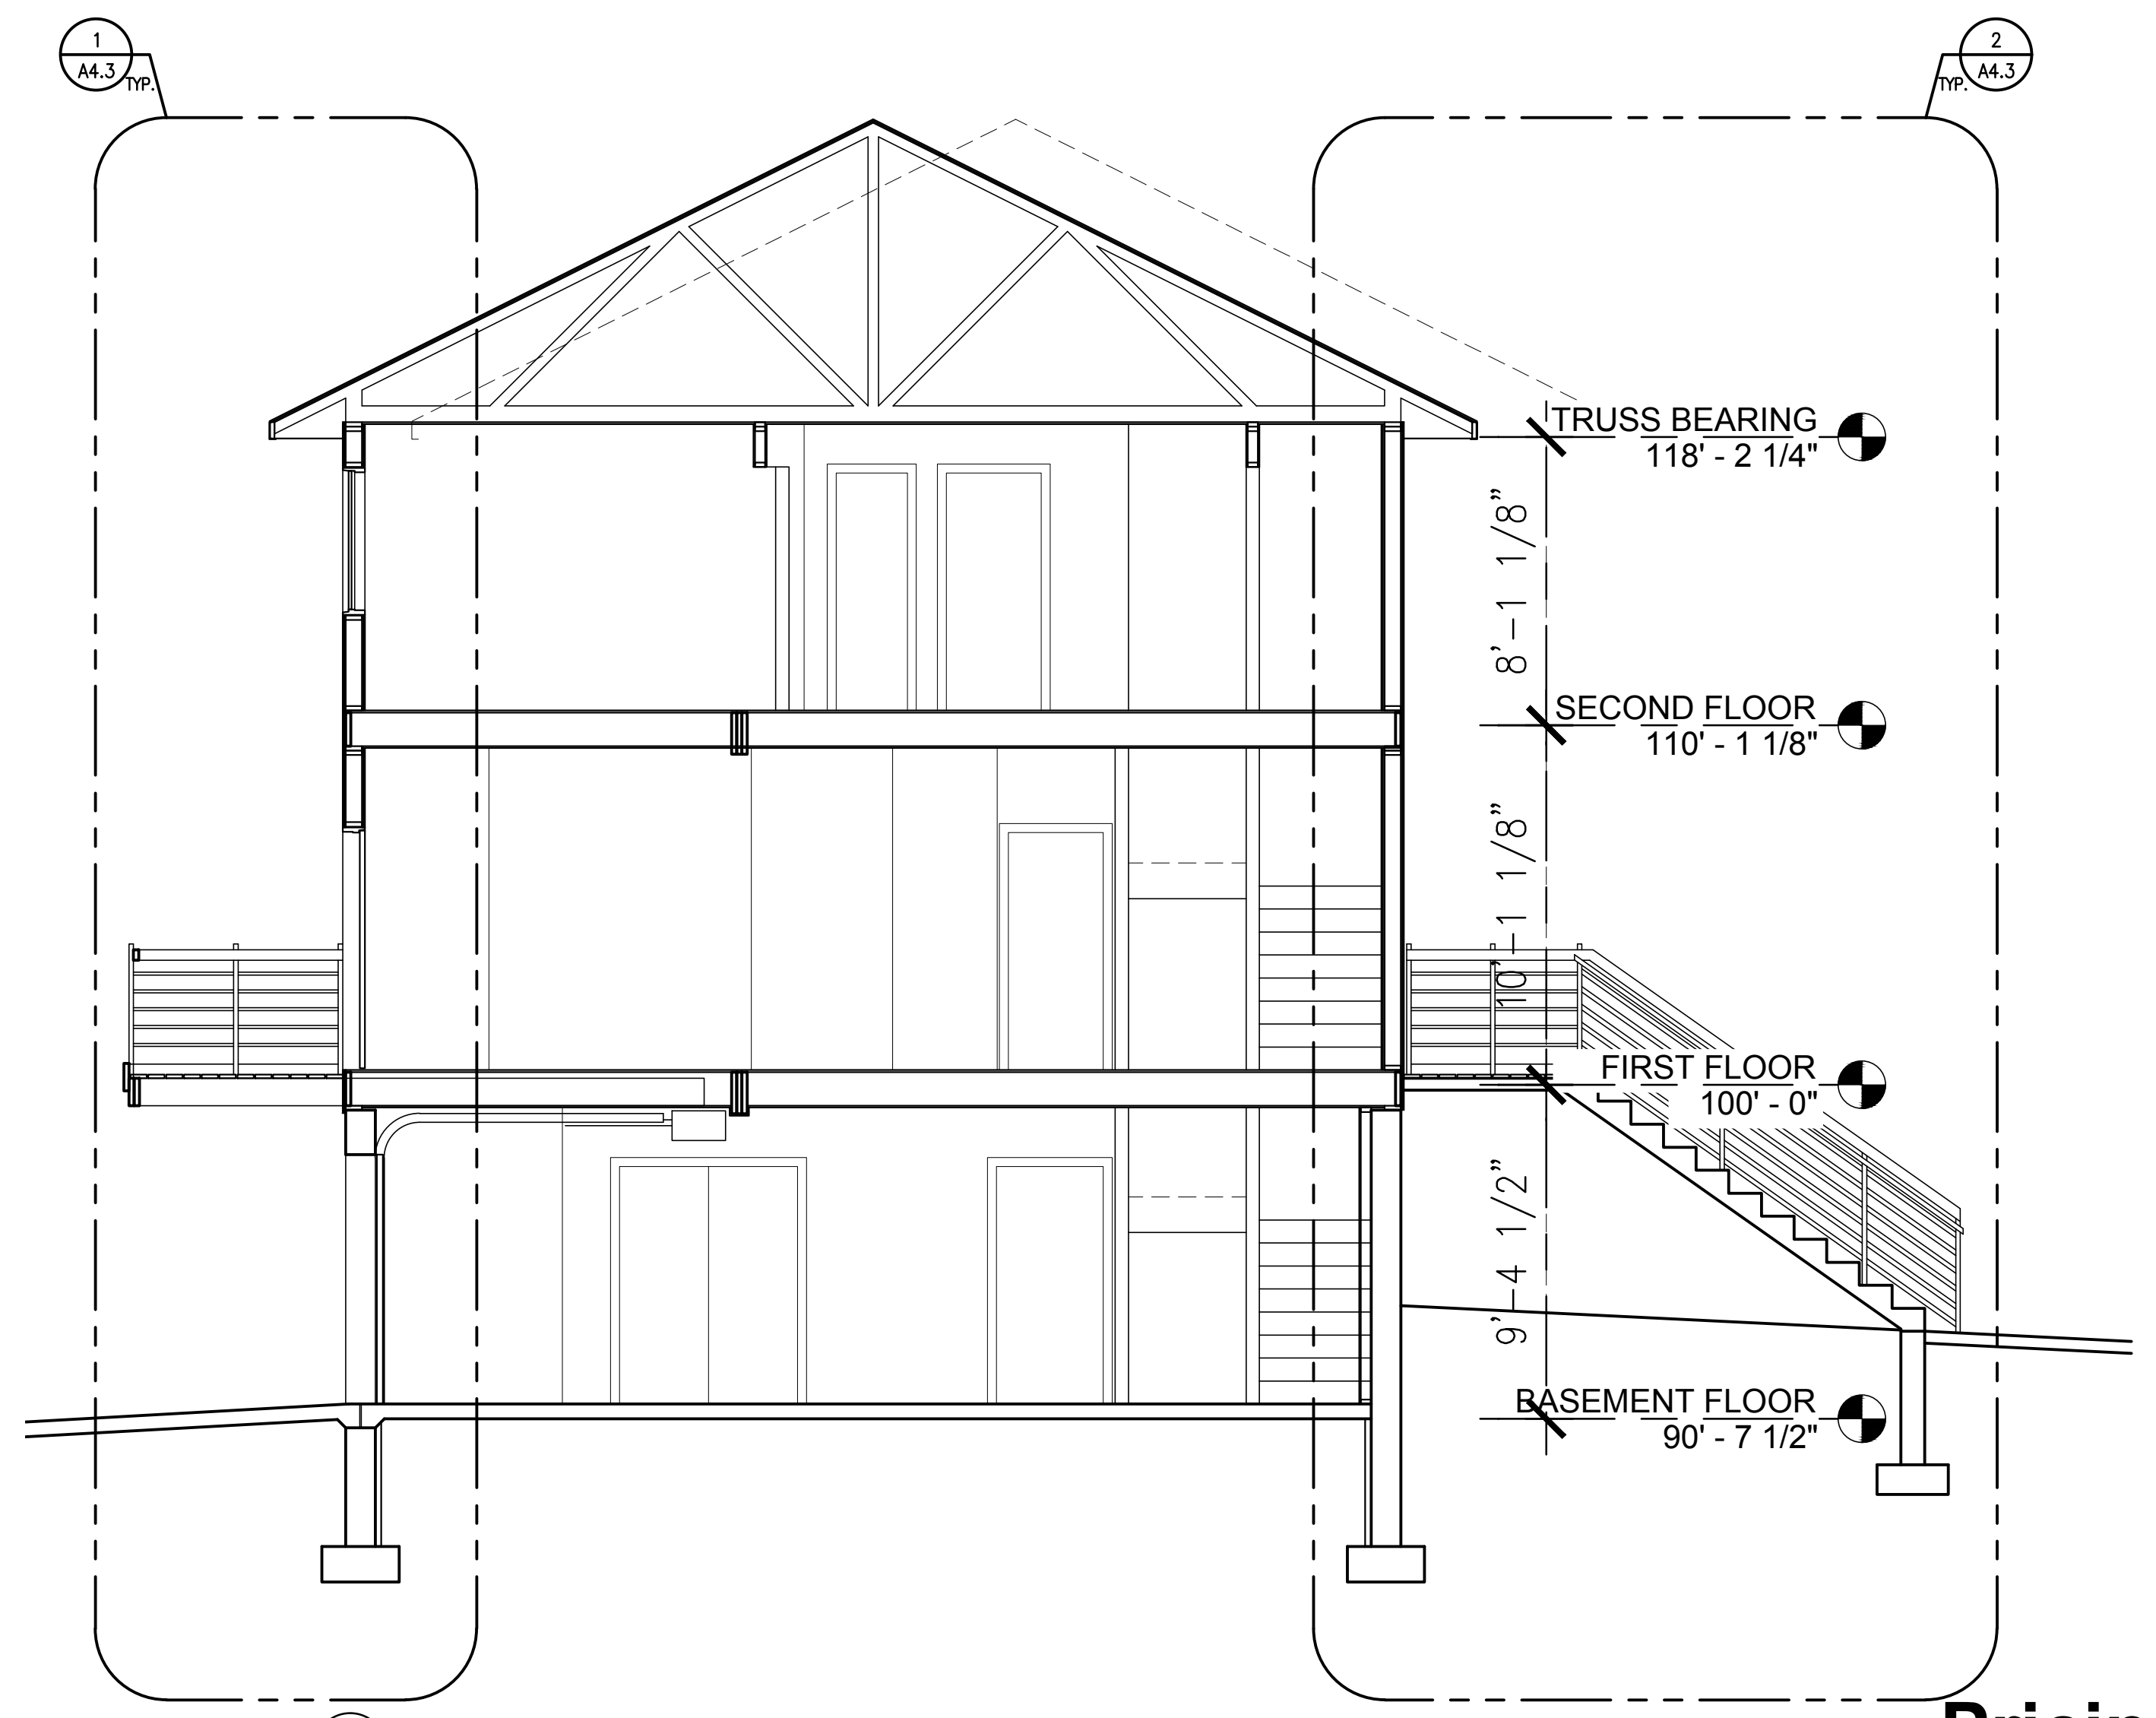 1
A4.3
TYP.
2
A4.3
TYP.
TRUSS BEARING
118' - 2 1/4"
8'-1 1/8"
SECOND FLOOR
110' - 1 1/8"
10'-1 1/8"
FIRST FLOOR
100' - 0"
9'-4 1/2"
BASEMENT FLOOR
90' - 7 1/2"